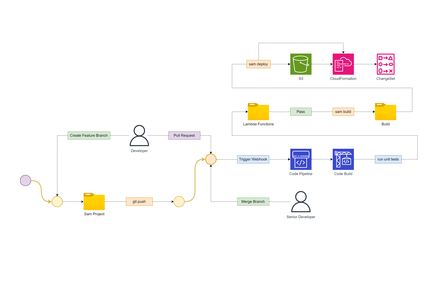 sam deploy
S3
CloudFormation
ChangeSet
Lambda Functions
Pass
sam build
Build
Create Feature Branch
Developer
Pull Request
Trigger Webhook
Code Pipeline
Code Build
run unit tests
Sam Project
git push
Merge Branch
Senior Developer